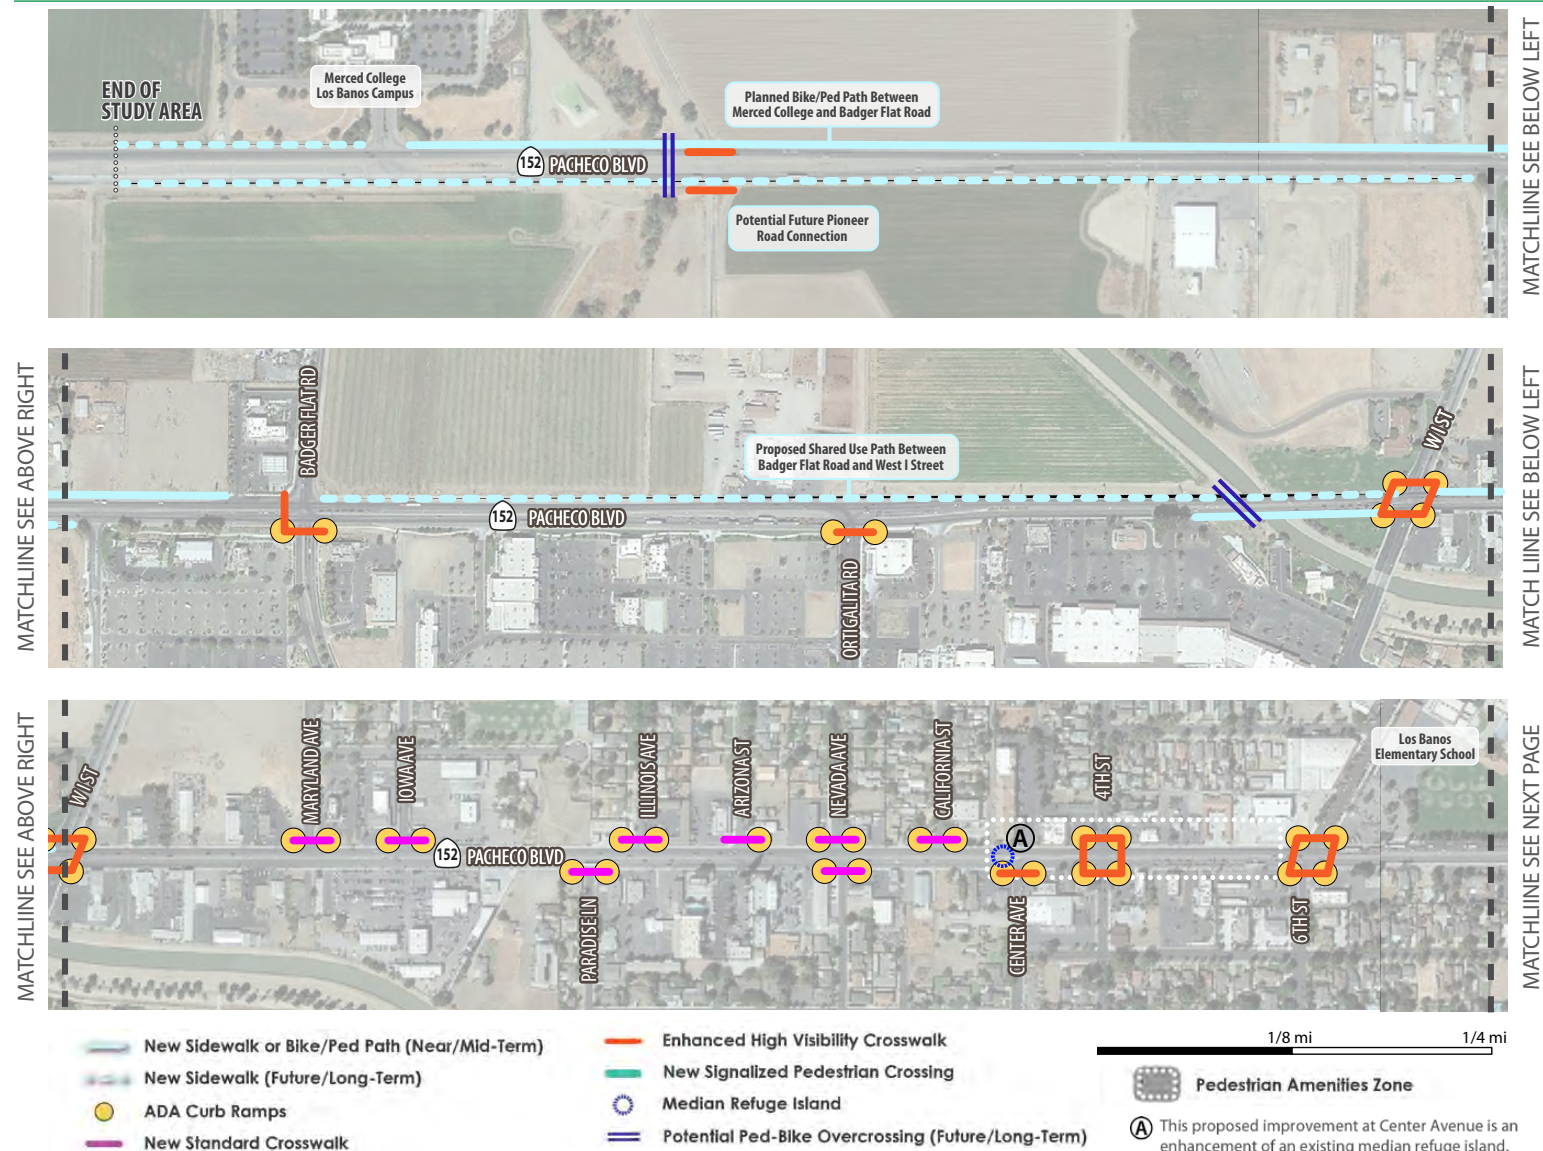 END OF
STUDY AREA
Merced College
Los Banos Campus
Planned Bike/Ped Path Between
Merced College and Badger Flat Road
152 PACHECO BLVD
Potential Future Pioneer
Road Connection
MATCHLIINE SEE BELOW LEFT
MATCHLINE SEE ABOVE RIGHT
BADGER FLAT RD
Proposed Shared Use Path Between
Badger Flat Road and West I Street
152 PACHECO BLVD
ORTIGALITA RD
W I ST
MATCH LINE SEE BELOW LEFT
MATCHLINE SEE ABOVE RIGHT
W I ST
MARYLAND AVE
IOWA AVE
152 PACHECO BLVD
PARADISE LN
ILLINOIS AVE
ARIZONA ST
NEVADA AVE
CALIFORNIA ST
A
CENTER AVE
4TH ST
6TH ST
Los Banos
Elementary School
MATCHLINE SEE NEXT PAGE
New Sidewalk or Bike/Ped Path (Near/Mid-Term)
New Sidewalk (Future/Long-Term)
ADA Curb Ramps
New Standard Crosswalk
Enhanced High Visibility Crosswalk
New Signalized Pedestrian Crossing
Median Refuge Island
Potential Ped-Bike Overcrossing (Future/Long-Term)
1/8 mi 1/4 mi
Pedestrian Amenities Zone
A This proposed improvement at Center Avenue is an
enhancement of an existing median refuge island.